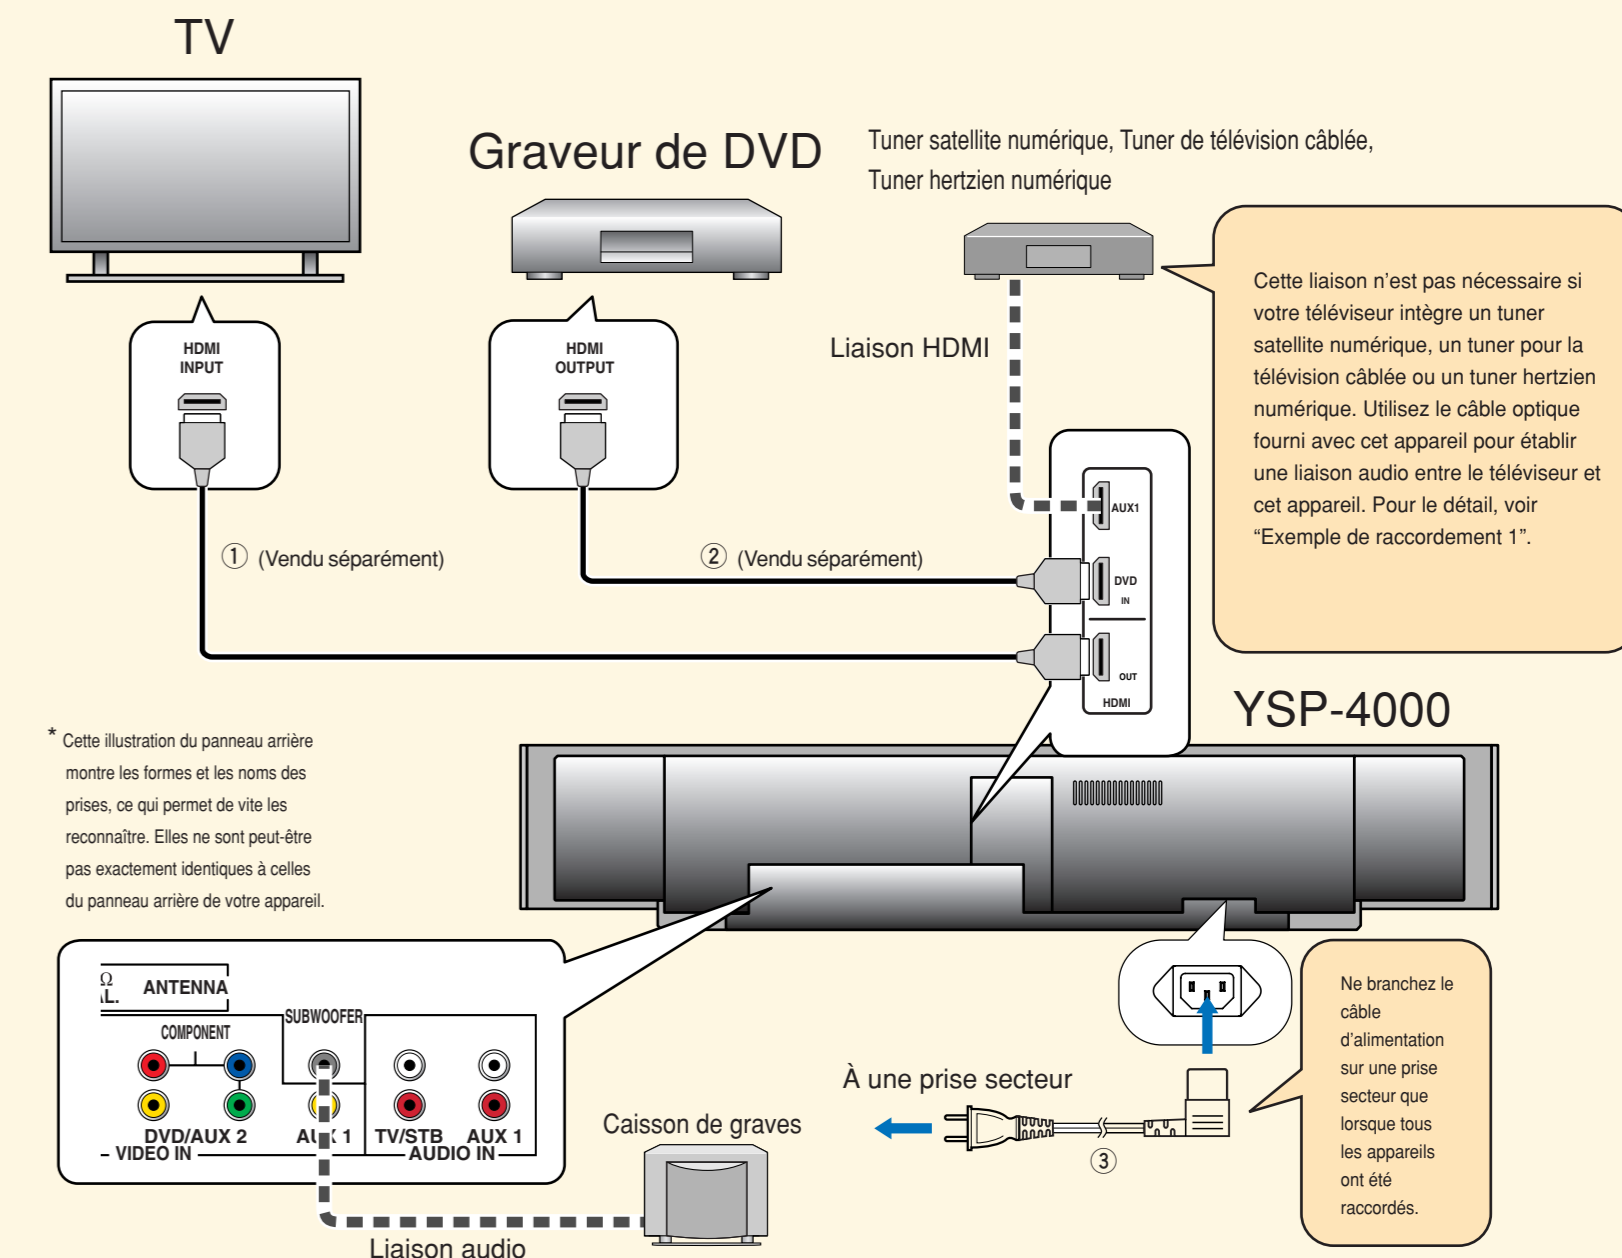 TV
Graveur de DVD
Tuner satellite numérique, Tuner de télévision câblée,
Tuner hertzien numérique
HDMI
INPUT
HDMI
OUTPUT
Liaison HDMI
Cette liaison n’est pas nécessaire si
votre téléviseur intègre un tuner
satellite numérique, un tuner pour la
télévision câblée ou un tuner hertzien
numérique. Utilisez le câble optique
fourni avec cet appareil pour établir
une liaison audio entre le téléviseur et
cet appareil. Pour le détail, voir
“Exemple de raccordement 1”.
AUX1
① (Vendu séparément)
② (Vendu séparément)
DVD
IN
OUT
HDMI
YSP-4000
* Cette illustration du panneau arrière
montre les formes et les noms des
prises, ce qui permet de vite les
reconnaître. Elles ne sont peut-être
pas exactement identiques à celles
du panneau arrière de votre appareil.
Ω
AL.
ANTENNA
SUBWOOFER
COMPONENT
DVD/AUX 2
AUX 1
TV/STB
AUX 1
VIDEO IN
AUDIO IN
Caisson de graves
Liaison audio
À une prise secteur
③
Ne branchez le
câble
d’alimentation
sur une prise
secteur que
lorsque tous
les appareils
ont été
raccordés.